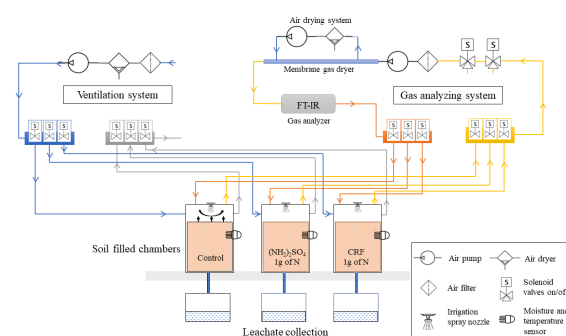 Air drying system
Membrane gas dryer
S S
Ventilation system
FT-IR
Gas analyzer
Gas analyzing system
S S S
S S S
S S S
S S S
Soil filled chambers
Control
(NH2)2SO4
1g of N
CRF
1g of N
Leachate collection
Air pump
Air dryer
Air filter
S
Solenoid
valves on/of
Irrigation
spray nozzle
Moisture and
temperature
sensor